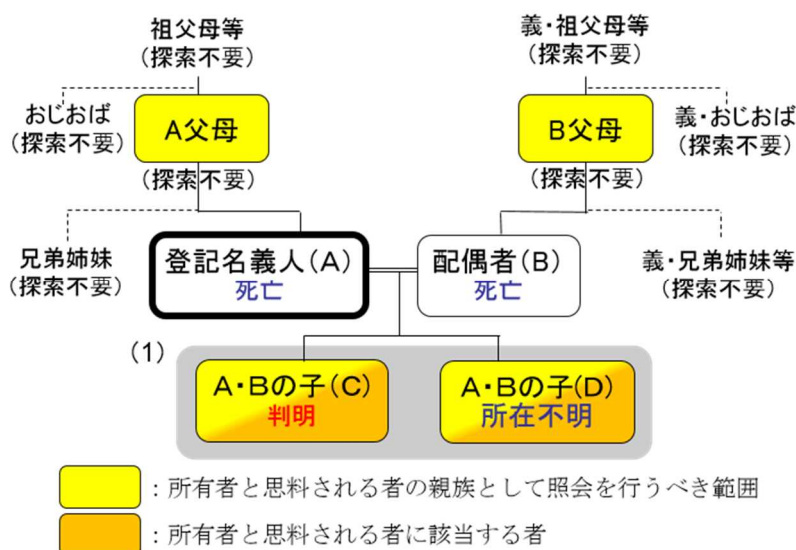 祖父母等
(探索不要)
義・祖父母等
(探索不要)
おじおば
(探索不要)
A父母
B父母
義・おじおば
(探索不要)
(探索不要)
(探索不要)
兄弟姉妹
(探索不要)
登記名義人(A)
死亡
配偶者(B)
死亡
義・兄弟姉妹等
(探索不要)
(1)
A・Bの子(C)
判明
A・Bの子(D)
所在不明
：所有者と思料される者の親族として照会を行うべき範囲
：所有者と思料される者に該当する者